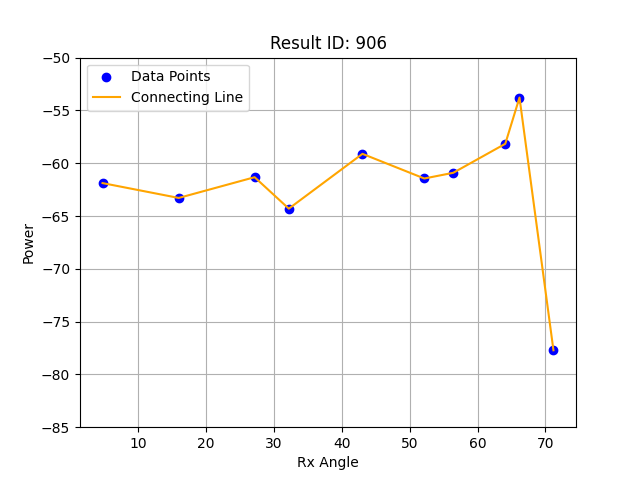 Result ID: 906
Data Points
Connecting Line
Power
−50
−55
−60
−65
−70
−75
−80
−85
10 20 30 40 50 60 70
Rx Angle